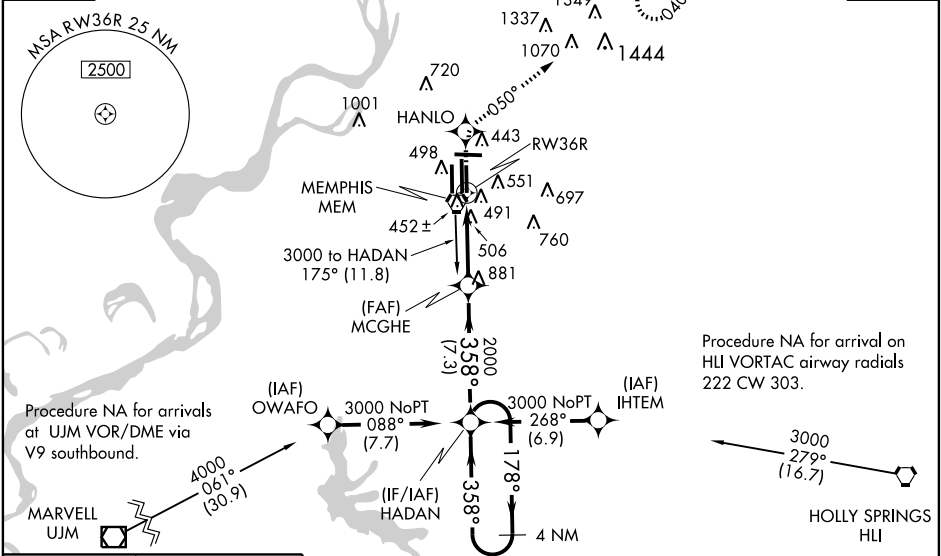 MSA RW36R 25 NM
2500
1349
1337
1070
1444
040°
720
1001
050°
HANLO
443
RW36R
498
551
697
MEMPHIS
MEM
491
452±
760
506
3000 to HADAN
175° (11.8)
881
(FAF)
MCGHE
2000
358°
(7.3)
Procedure NA for arrival on
HLI VORTAC airway radials
222 CW 303.
(IAF)
OWAFO
3000 NoPT
088°
(7.7)
3000 NoPT
268°
(6.9)
(IAF)
IHTEM
Procedure NA for arrivals
at UJM VOR/DME via
V9 southbound.
4000
061°
(30.9)
(IF/IAF)
HADAN
178°
358°
4 NM
3000
279°
(16.7)
MARVELL
UJM
HOLLY SPRINGS
HLI